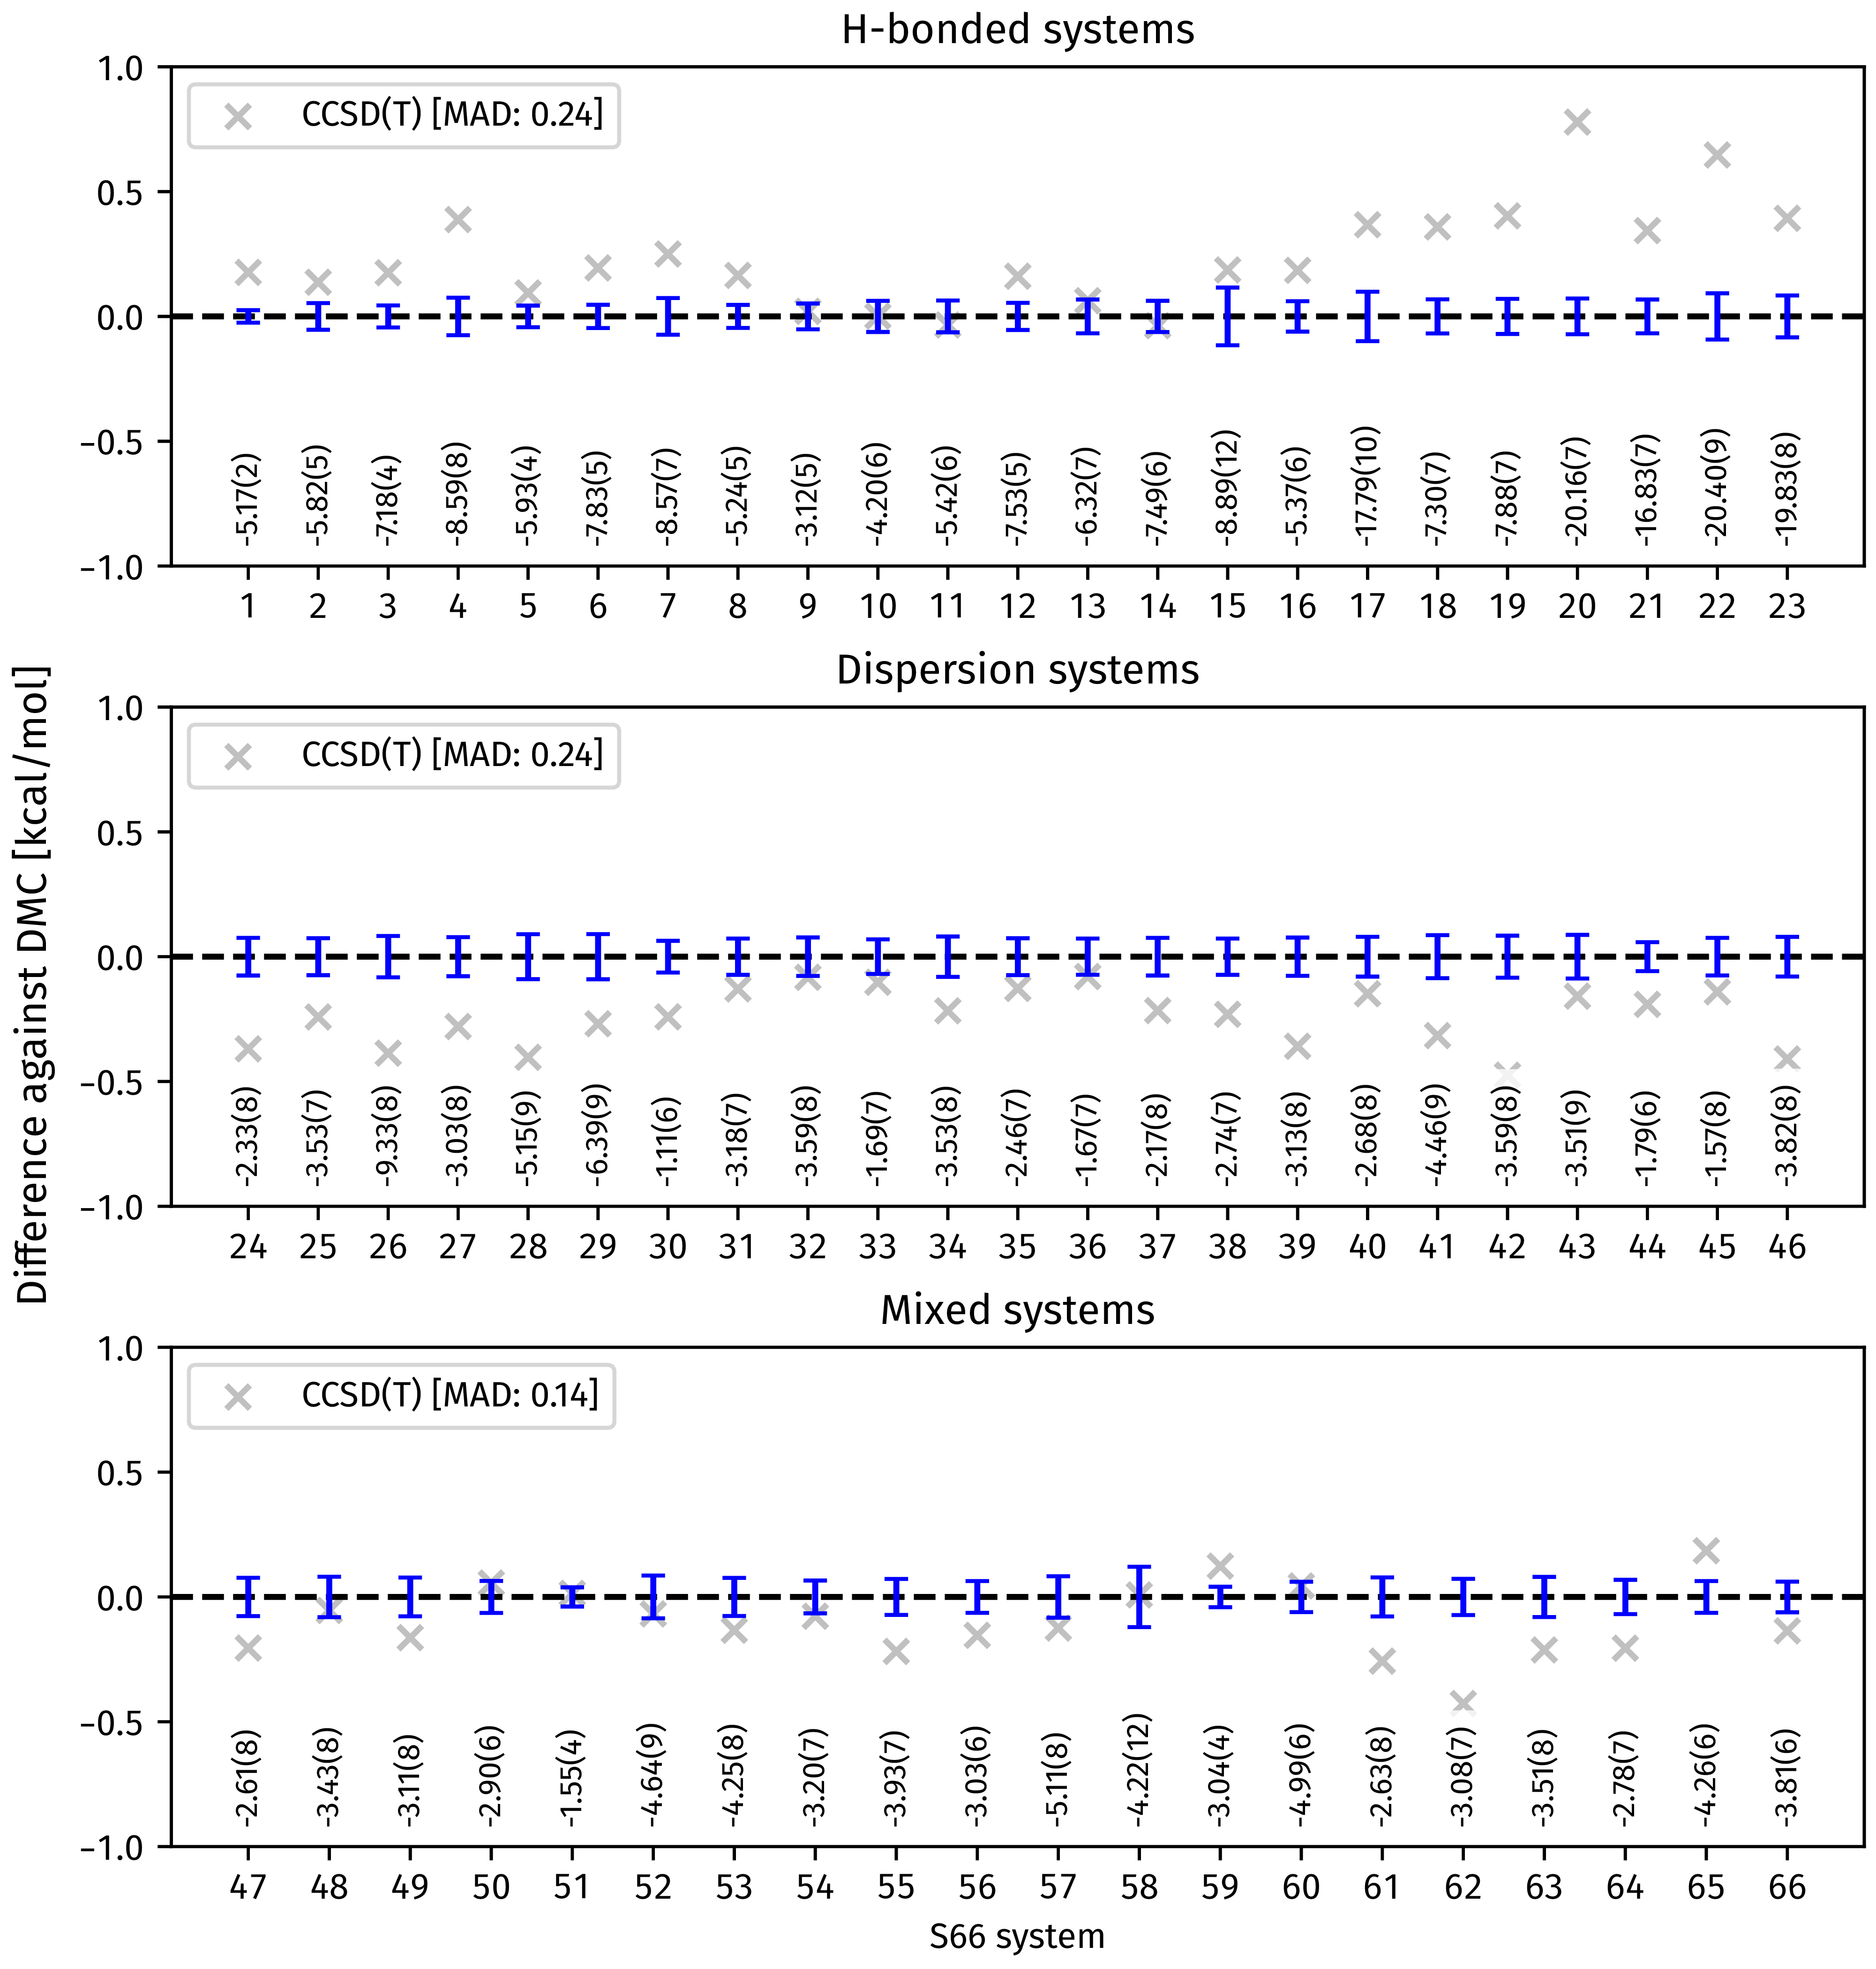 H-bonded systems
CCSD(T) [MAD: 0.24]
1.0
0.5
0.0
−0.5
−1.0
-5.17(2) -5.82(5) -7.18(4) -8.59(8) -5.93(4) -7.83(5) -8.57(7) -5.24(5) -3.12(5) -4.20(6) -5.42(6) -7.53(5) -6.32(7) -7.49(6) -8.89(12) -5.37(6) -17.79(10) -7.30(7) -7.88(7) -20.16(7) -16.83(7) -20.40(9) -19.83(8)
1 2 3 4 5 6 7 8 9 10 11 12 13 14 15 16 17 18 19 20 21 22 23
Difference against DMC [kcal/mol]
Dispersion systems
CCSD(T) [MAD: 0.24]
1.0
0.5
0.0
−0.5
−1.0
-2.33(8) -3.53(7) -9.33(8) -3.03(8) -5.15(9) -6.39(9) -1.11(6) -3.18(7) -3.59(8) -1.69(7) -3.53(8) -2.46(7) -1.67(7) -2.17(8) -2.74(7) -3.13(8) -2.68(8) -4.46(9) -3.59(8) -3.51(9) -1.79(6) -1.57(8) -3.82(8)
24 25 26 27 28 29 30 31 32 33 34 35 36 37 38 39 40 41 42 43 44 45 46
Mixed systems
CCSD(T) [MAD: 0.14]
1.0
0.5
0.0
−0.5
−1.0
-2.61(8) -3.43(8) -3.11(8) -2.90(6) -1.55(4) -4.64(9) -4.25(8) -3.20(7) -3.93(7) -3.03(6) -5.11(8) -4.22(12) -3.04(4) -4.99(6) -2.63(8) -3.08(7) -3.51(8) -2.78(7) -4.26(6) -3.81(6)
47 48 49 50 51 52 53 54 55 56 57 58 59 60 61 62 63 64 65 66
S66 system